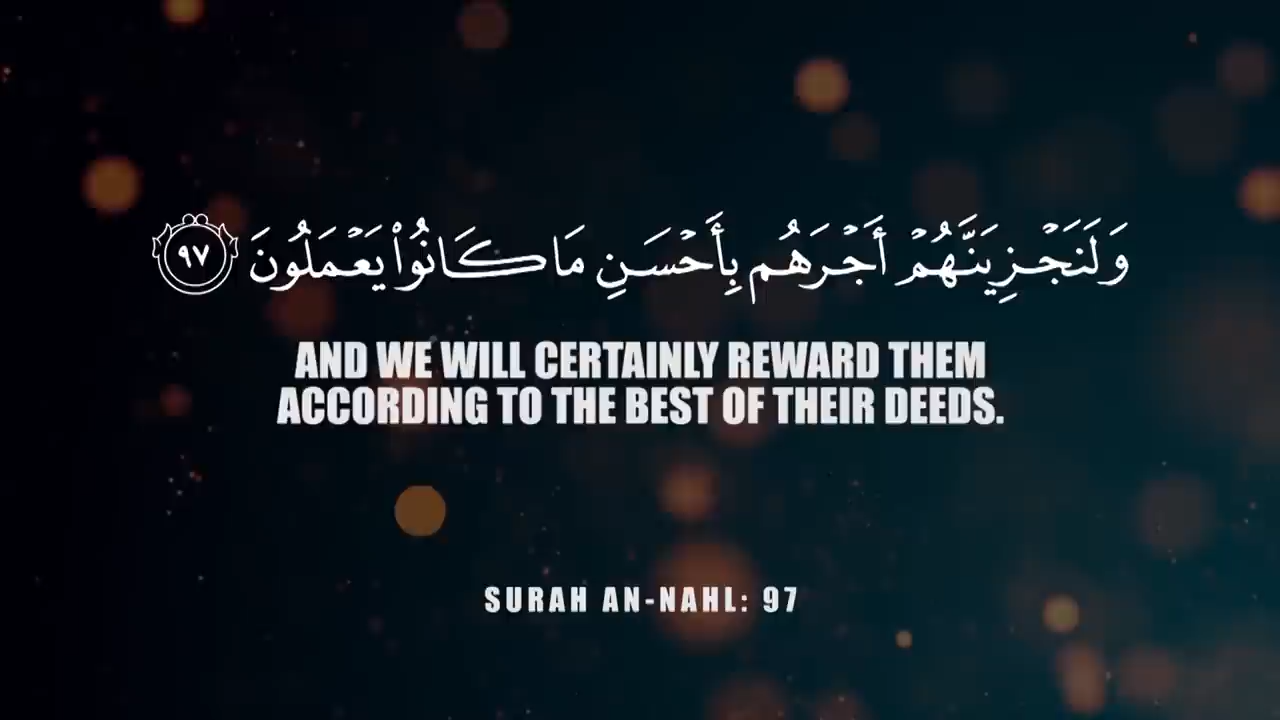 وَلَنَجْزِيَنَّهُمْ أَجْرَهُم بِأَحْسَنِ مَا كَانُوا۟ يَعْمَلُونَ ٩٧
AND WE WILL CERTAINLY REWARD THEM
ACCORDING TO THE BEST OF THEIR DEEDS.
SURAH AN-NAHL: 97